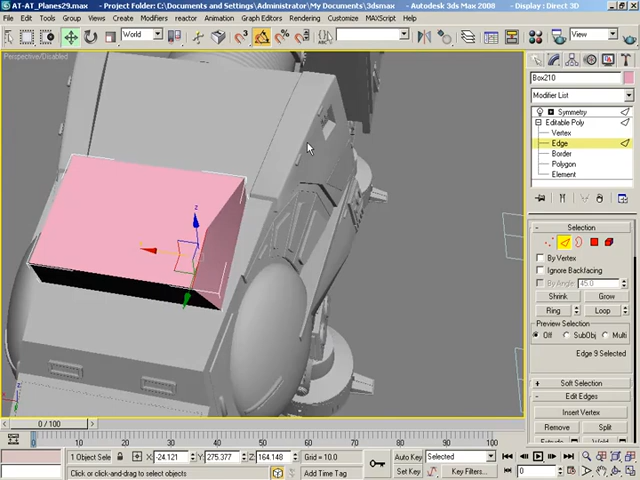 AT-AT_Planes29.max - Project Folder: C:\Documents and Settings\Administrator\My Documents\3dsmax - Autodesk 3ds Max 2008 - Display : Direct 3D
File Edit Tools Group Views Create Modifiers reactor Animation Graph Editors Rendering Customize MAXScript Help
World View
Perspective/Disabled
Box210
Modifier List
Symmetry
Editable Poly
Vertex
Edge
Border
Polygon
Element
Selection
By Vertex
Ignore Backfacing
By Angle: 45.0
Shrink Grow
Ring Loop
Preview Selection
Off SubObj Multi
Edge 9 Selected
Soft Selection
Edit Edges
Insert Vertex
Remove Split
0 / 100
0 10 20 30 40 50 60 70 80 90 100
1 Object Sele X: -24.121 Y: 275.377 Z: 164.148 Grid = 10.0 Auto Key Selected
Click or click-and-drag to select objects Add Time Tag Set Key Key Filters... 0